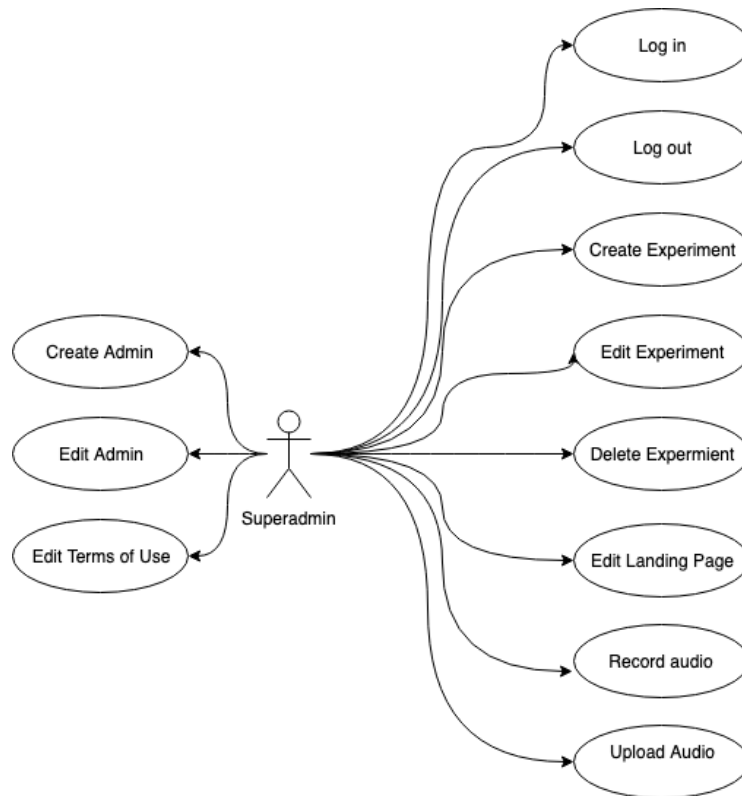 Log in
Log out
Create Experiment
Create Admin
Edit Experiment
Edit Admin
Delete Expermient
Superadmin
Edit Terms of Use
Edit Landing Page
Record audio
Upload Audio